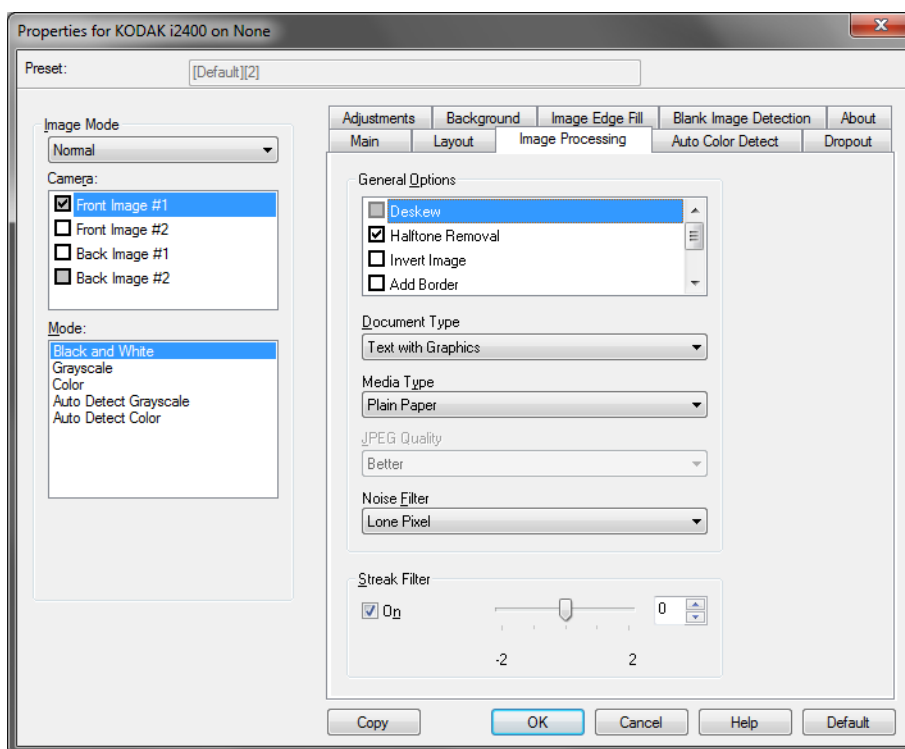 Properties for KODAK i2400 on None
Preset:
[Default][2]
Image Mode
Normal
Camera:
Front Image #1
Front Image #2
Back Image #1
Back Image #2
Mode:
Black and White
Grayscale
Color
Auto Detect Grayscale
Auto Detect Color
Adjustments
Background
Image Edge Fill
Blank Image Detection
About
Main
Layout
Image Processing
Auto Color Detect
Dropout
General Options
Deskew
Halftone Removal
Invert Image
Add Border
Document Type
Text with Graphics
Media Type
Plain Paper
JPEG Quality
Better
Noise Filter
Lone Pixel
Streak Filter
On
0
-2
2
Copy
OK
Cancel
Help
Default